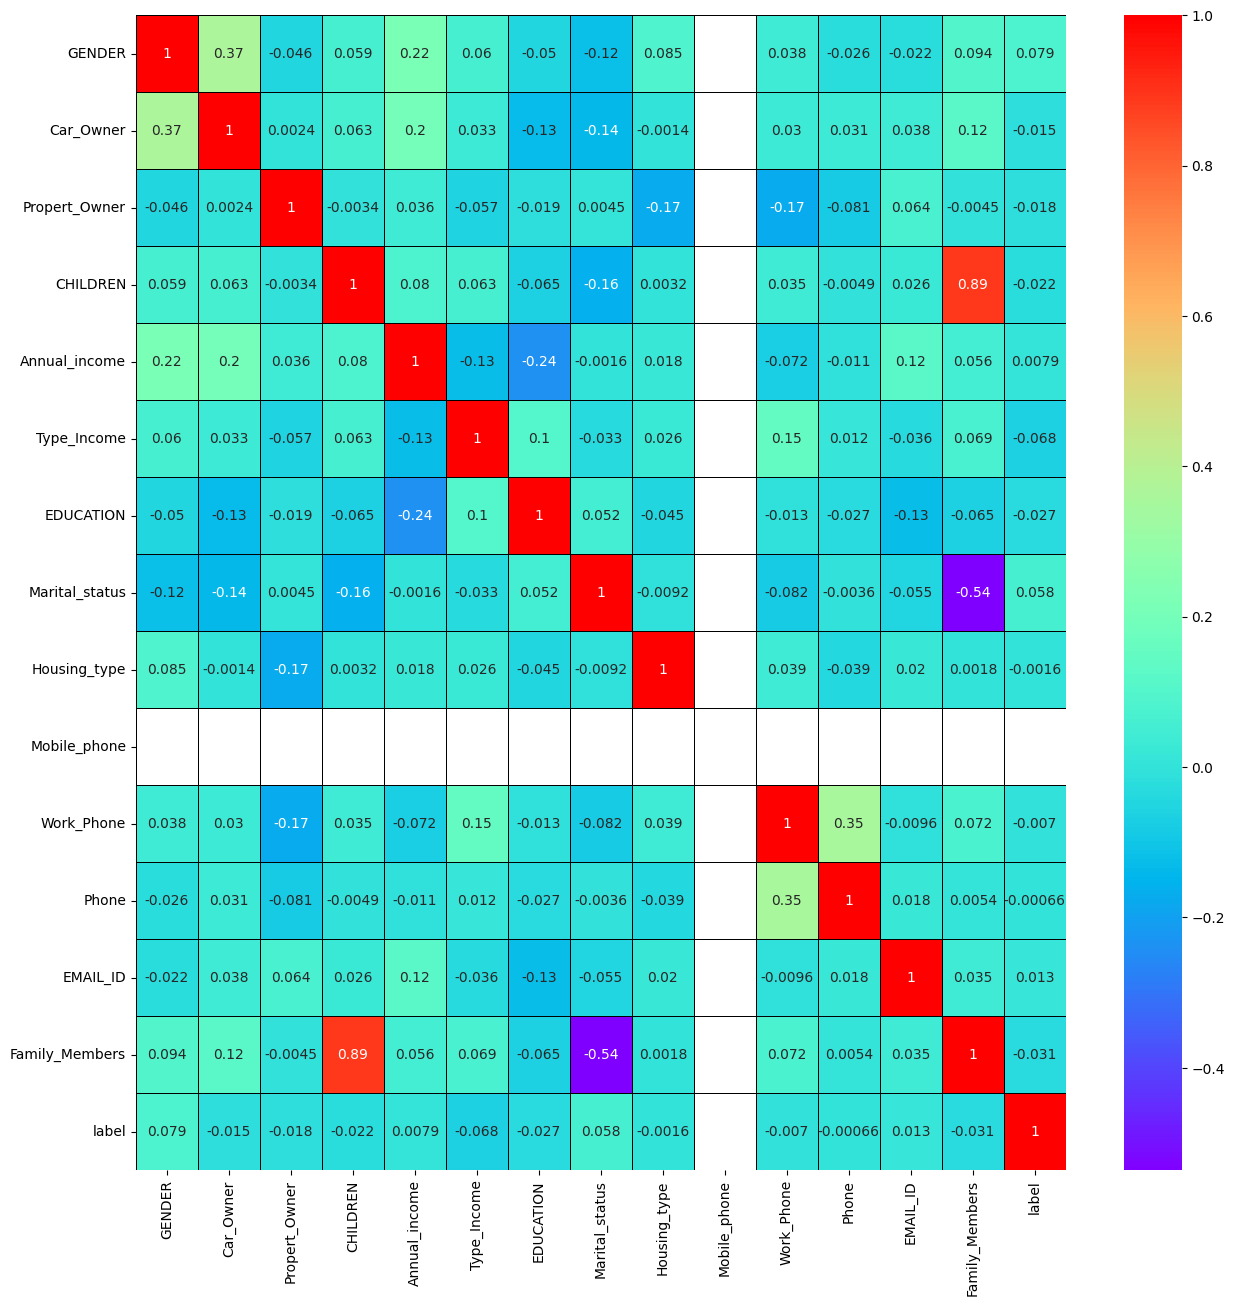 GENDER 1 0.37 -0.046 0.059 0.22 0.06 -0.05 -0.12 0.085 0.038 -0.026 -0.022 0.094 0.079
Car_Owner 0.37 1 0.0024 0.063 0.2 0.033 -0.13 -0.14 -0.0014 0.03 0.031 0.038 0.12 -0.015
Propert_Owner -0.046 0.0024 1 -0.0034 0.036 -0.057 -0.019 0.0045 -0.17 -0.17 -0.081 0.064 -0.0045 -0.018
CHILDREN 0.059 0.063 -0.0034 1 0.08 0.063 -0.065 -0.16 0.0032 0.035 -0.0049 0.026 0.89 -0.022
Annual_income 0.22 0.2 0.036 0.08 1 -0.13 -0.24 -0.0016 0.018 -0.072 -0.011 0.12 0.056 0.0079
Type_Income 0.06 0.033 -0.057 0.063 -0.13 1 0.1 -0.033 0.026 0.15 0.012 -0.036 0.069 -0.068
EDUCATION -0.05 -0.13 -0.019 -0.065 -0.24 0.1 1 0.052 -0.045 -0.013 -0.027 -0.13 -0.065 -0.027
Marital_status -0.12 -0.14 0.0045 -0.16 -0.0016 -0.033 0.052 1 -0.0092 -0.082 -0.0036 -0.055 -0.54 0.058
Housing_type 0.085 -0.0014 -0.17 0.0032 0.018 0.026 -0.045 -0.0092 1 0.039 -0.039 0.02 0.0018 -0.0016
Mobile_phone
Work_Phone 0.038 0.03 -0.17 0.035 -0.072 0.15 -0.013 -0.082 0.039 1 0.35 -0.0096 0.072 -0.007
Phone -0.026 0.031 -0.081 -0.0049 -0.011 0.012 -0.027 -0.0036 -0.039 0.35 1 0.018 0.0054 -0.00066
EMAIL_ID -0.022 0.038 0.064 0.026 0.12 -0.036 -0.13 -0.055 0.02 -0.0096 0.018 1 0.035 0.013
Family_Members 0.094 0.12 -0.0045 0.89 0.056 0.069 -0.065 -0.54 0.0018 0.072 0.0054 0.035 1 -0.031
label 0.079 -0.015 -0.018 -0.022 0.0079 -0.068 -0.027 0.058 -0.0016 -0.007 -0.00066 0.013 -0.031 1
GENDER
Car_Owner
Propert_Owner
CHILDREN
Annual_income
Type_Income
EDUCATION
Marital_status
Housing_type
Mobile_phone
Work_Phone
Phone
EMAIL_ID
Family_Members
label
1.0
0.8
0.6
0.4
0.2
0.0
−0.2
−0.4